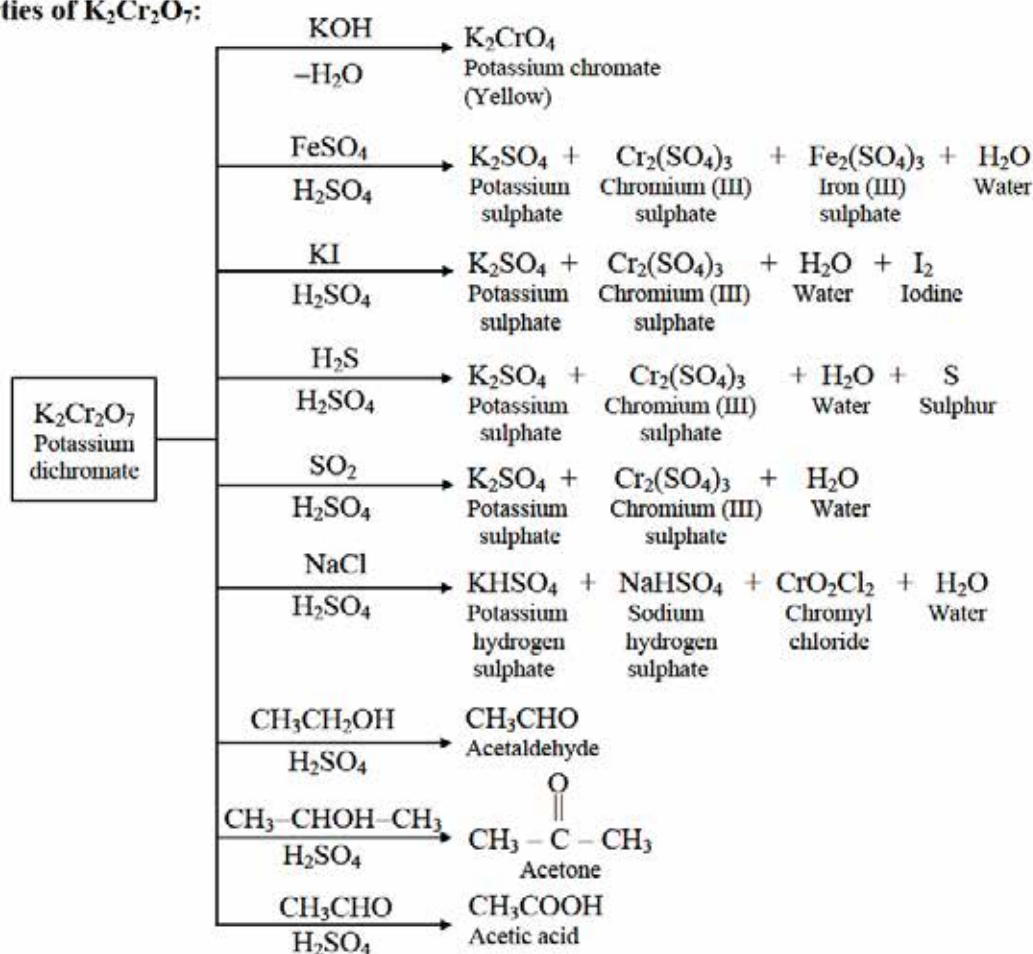 ties of K₂Cr₂O₇:
KOH
–H₂O
K₂CrO₄
Potassium chromate
(Yellow)
FeSO₄
H₂SO₄
K₂SO₄ + Cr₂(SO₄)₃ + Fe₂(SO₄)₃ + H₂O
Potassium Chromium (III) Iron (III) Water
sulphate sulphate sulphate
KI
H₂SO₄
K₂SO₄ + Cr₂(SO₄)₃ + H₂O + I₂
Potassium Chromium (III) Water Iodine
sulphate sulphate
H₂S
H₂SO₄
K₂SO₄ + Cr₂(SO₄)₃ + H₂O + S
Potassium Chromium (III) Water Sulphur
sulphate sulphate
K₂Cr₂O₇
Potassium
dichromate
SO₂
H₂SO₄
K₂SO₄ + Cr₂(SO₄)₃ + H₂O
Potassium Chromium (III) Water
sulphate sulphate
NaCl
H₂SO₄
KHSO₄ + NaHSO₄ + CrO₂Cl₂ + H₂O
Potassium Sodium Chromyl Water
hydrogen hydrogen chloride
sulphate sulphate
CH₃CH₂OH
H₂SO₄
CH₃CHO
Acetaldehyde
CH₃–CHOH–CH₃
H₂SO₄
O
||
CH₃ – C – CH₃
Acetone
CH₃CHO
H₂SO₄
CH₃COOH
Acetic acid